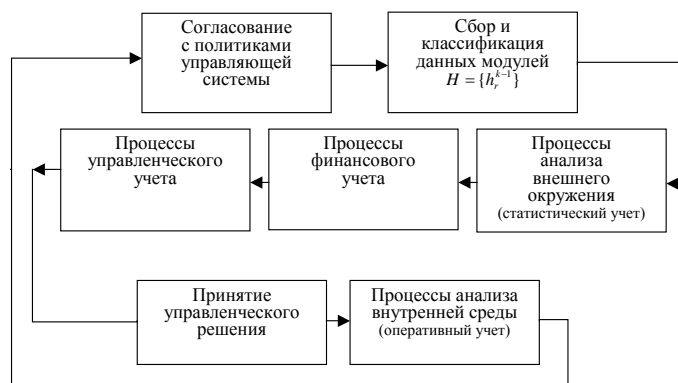 Согласование
с политиками
управляющей
системы
Сбор и
классификация
данных модулей
H = {h_r^{k-1}}
Процессы
управленческого
учета
Процессы
финансового
учета
Процессы
анализа
внешнего
окружения
(статистический учет)
Принятие
управленческого
решения
Процессы анализа
внутренней среды
(оперативный учет)